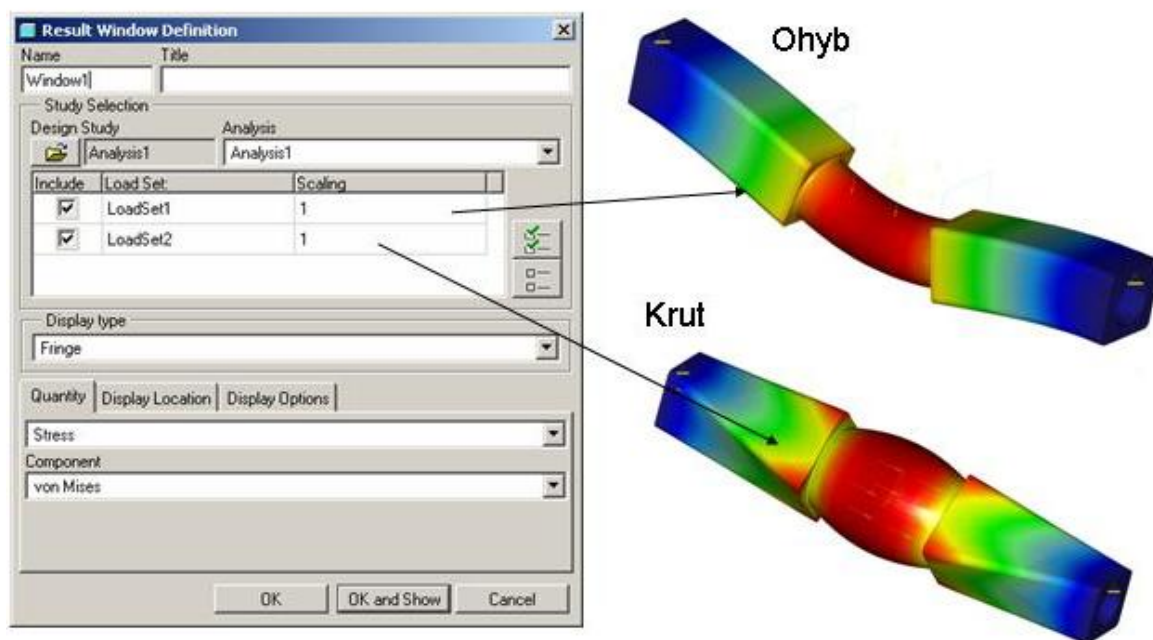 Result Window Definition
Name Title
Window1
Study Selection
Design Study Analysis
Analysis1 Analysis1
Include Load Set: Scaling
LoadSet1 1
LoadSet2 1
Display type
Fringe
Quantity Display Location Display Options
Stress
Component
von Mises
OK OK and Show Cancel
Ohyb
Krut